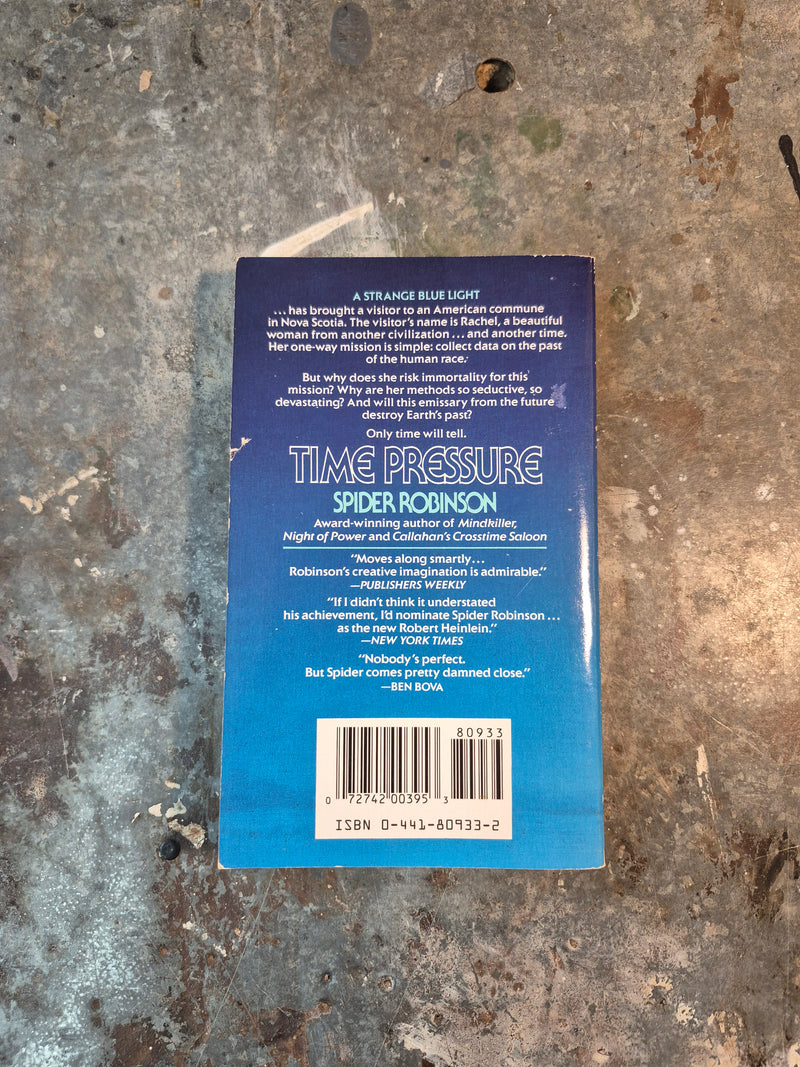 A STRANGE BLUE LIGHT
... has brought a visitor to an American commune
in Nova Scotia. The visitor's name is Rachel, a beautiful
woman from another civilization ... and another time.
Her one-way mission is simple: collect data on the past
of the human race.
But why does she risk immortality for this
mission? Why are her methods so seductive, so
devastating? And will this emissary from the future
destroy Earth's past?
Only time will tell.
TIME PRESSURE
SPIDER ROBINSON
Award-winning author of Mindkiller,
Night of Power and Callahan's Crosstime Saloon
"Moves along smartly...
Robinson's creative imagination is admirable."
—PUBLISHERS WEEKLY
"If I didn't think it understated
his achievement, I'd nominate Spider Robinson ...
as the new Robert Heinlein."
—NEW YORK TIMES
"Nobody's perfect.
But Spider comes pretty damned close."
—BEN BOVA
80933
0 72742 00395 3
ISBN 0-441-80933-2